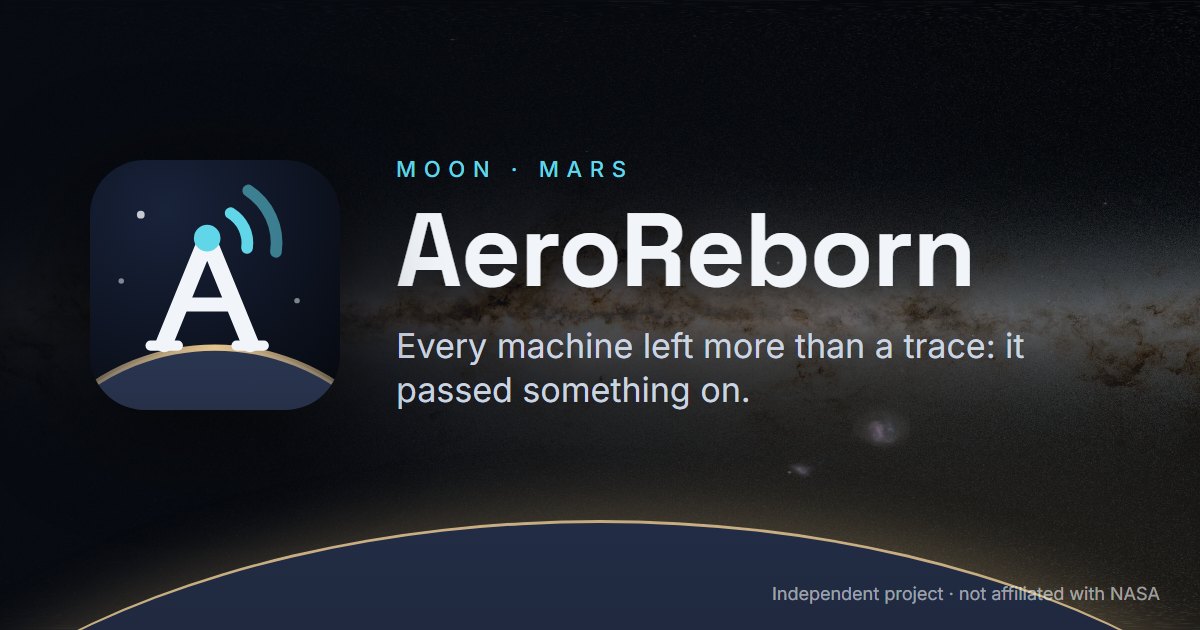 MOON · MARS
AeroReborn
Every machine left more than a trace: it
passed something on.
Independent project · not affiliated with NASA